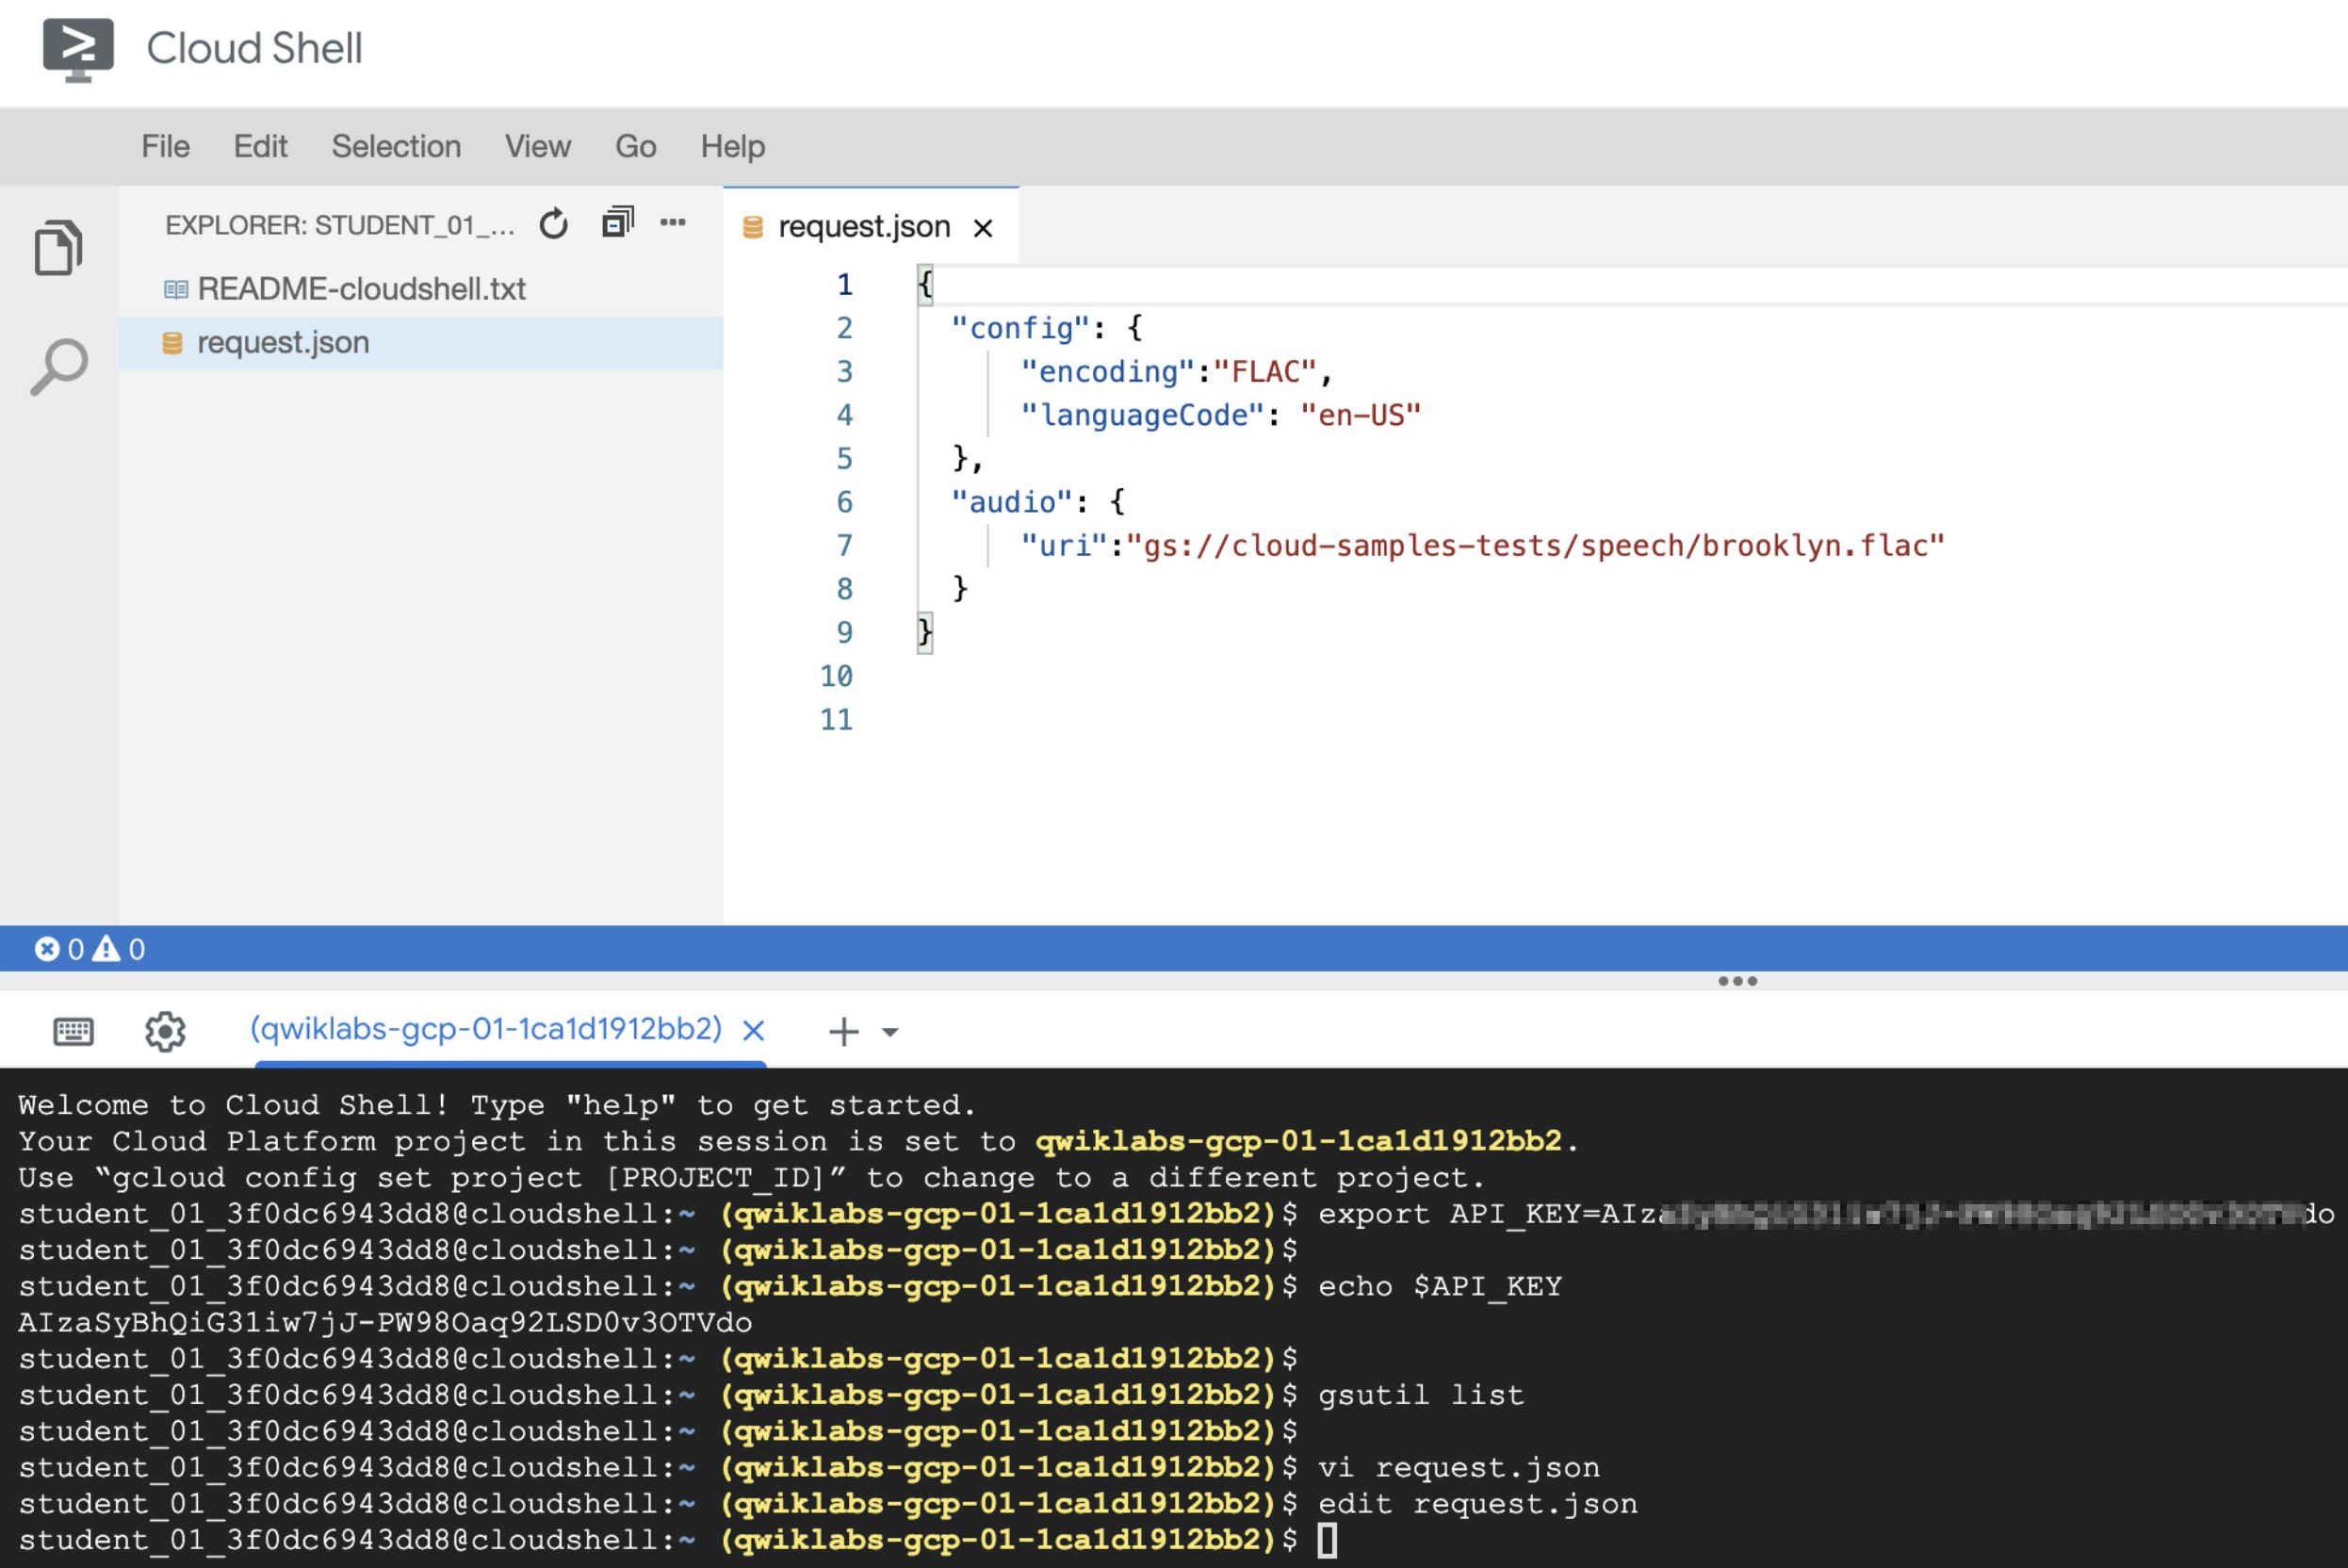 Cloud Shell
File Edit Selection View Go Help
EXPLORER: STUDENT_01_...
README-cloudshell.txt
request.json
request.json
1 {
2 "config": {
3 "encoding":"FLAC",
4 "languageCode": "en-US"
5 },
6 "audio": {
7 "uri":"gs://cloud-samples-tests/speech/brooklyn.flac"
8 }
9 }
10
11
0 0
(qwiklabs-gcp-01-1ca1d1912bb2)
Welcome to Cloud Shell! Type "help" to get started.
Your Cloud Platform project in this session is set to qwiklabs-gcp-01-1ca1d1912bb2.
Use “gcloud config set project [PROJECT_ID]” to change to a different project.
student_01_3f0dc6943dd8@cloudshell:~ (qwiklabs-gcp-01-1ca1d1912bb2)$ export API_KEY=AIza do
student_01_3f0dc6943dd8@cloudshell:~ (qwiklabs-gcp-01-1ca1d1912bb2)$
student_01_3f0dc6943dd8@cloudshell:~ (qwiklabs-gcp-01-1ca1d1912bb2)$ echo $API_KEY
AIzaSyBhQiG31iw7jJ-PW98Oaq92LSD0v3OTVdo
student_01_3f0dc6943dd8@cloudshell:~ (qwiklabs-gcp-01-1ca1d1912bb2)$
student_01_3f0dc6943dd8@cloudshell:~ (qwiklabs-gcp-01-1ca1d1912bb2)$ gsutil list
student_01_3f0dc6943dd8@cloudshell:~ (qwiklabs-gcp-01-1ca1d1912bb2)$
student_01_3f0dc6943dd8@cloudshell:~ (qwiklabs-gcp-01-1ca1d1912bb2)$ vi request.json
student_01_3f0dc6943dd8@cloudshell:~ (qwiklabs-gcp-01-1ca1d1912bb2)$ edit request.json
student_01_3f0dc6943dd8@cloudshell:~ (qwiklabs-gcp-01-1ca1d1912bb2)$